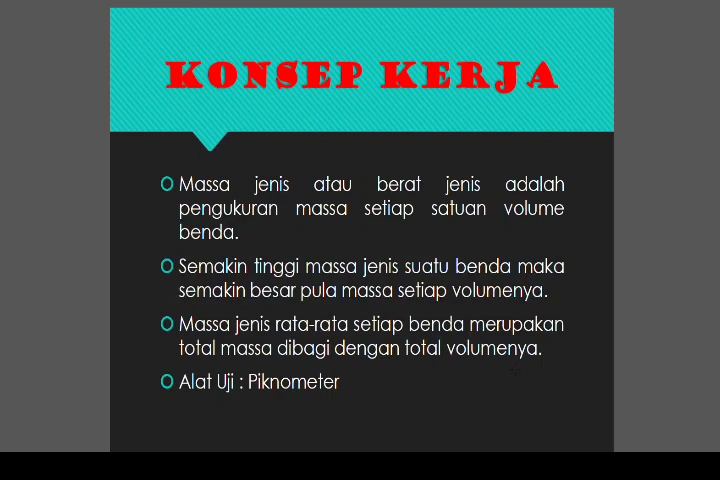 KONSEP KERJA
Massa jenis atau berat jenis adalah
pengukuran massa setiap satuan volume
benda.
Semakin tinggi massa jenis suatu benda maka
semakin besar pula massa setiap volumenya.
Massa jenis rata-rata setiap benda merupakan
total massa dibagi dengan total volumenya.
Alat Uji : Piknometer